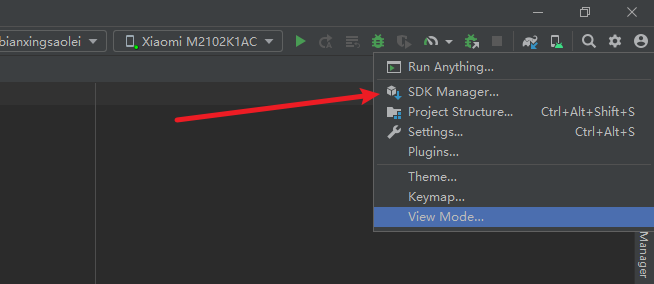 bianxingsaolei
Xiaomi M2102K1AC
Run Anything...
SDK Manager...
Project Structure... Ctrl+Alt+Shift+S
Settings... Ctrl+Alt+S
Plugins...
Theme...
Keymap...
View Mode...
Manager